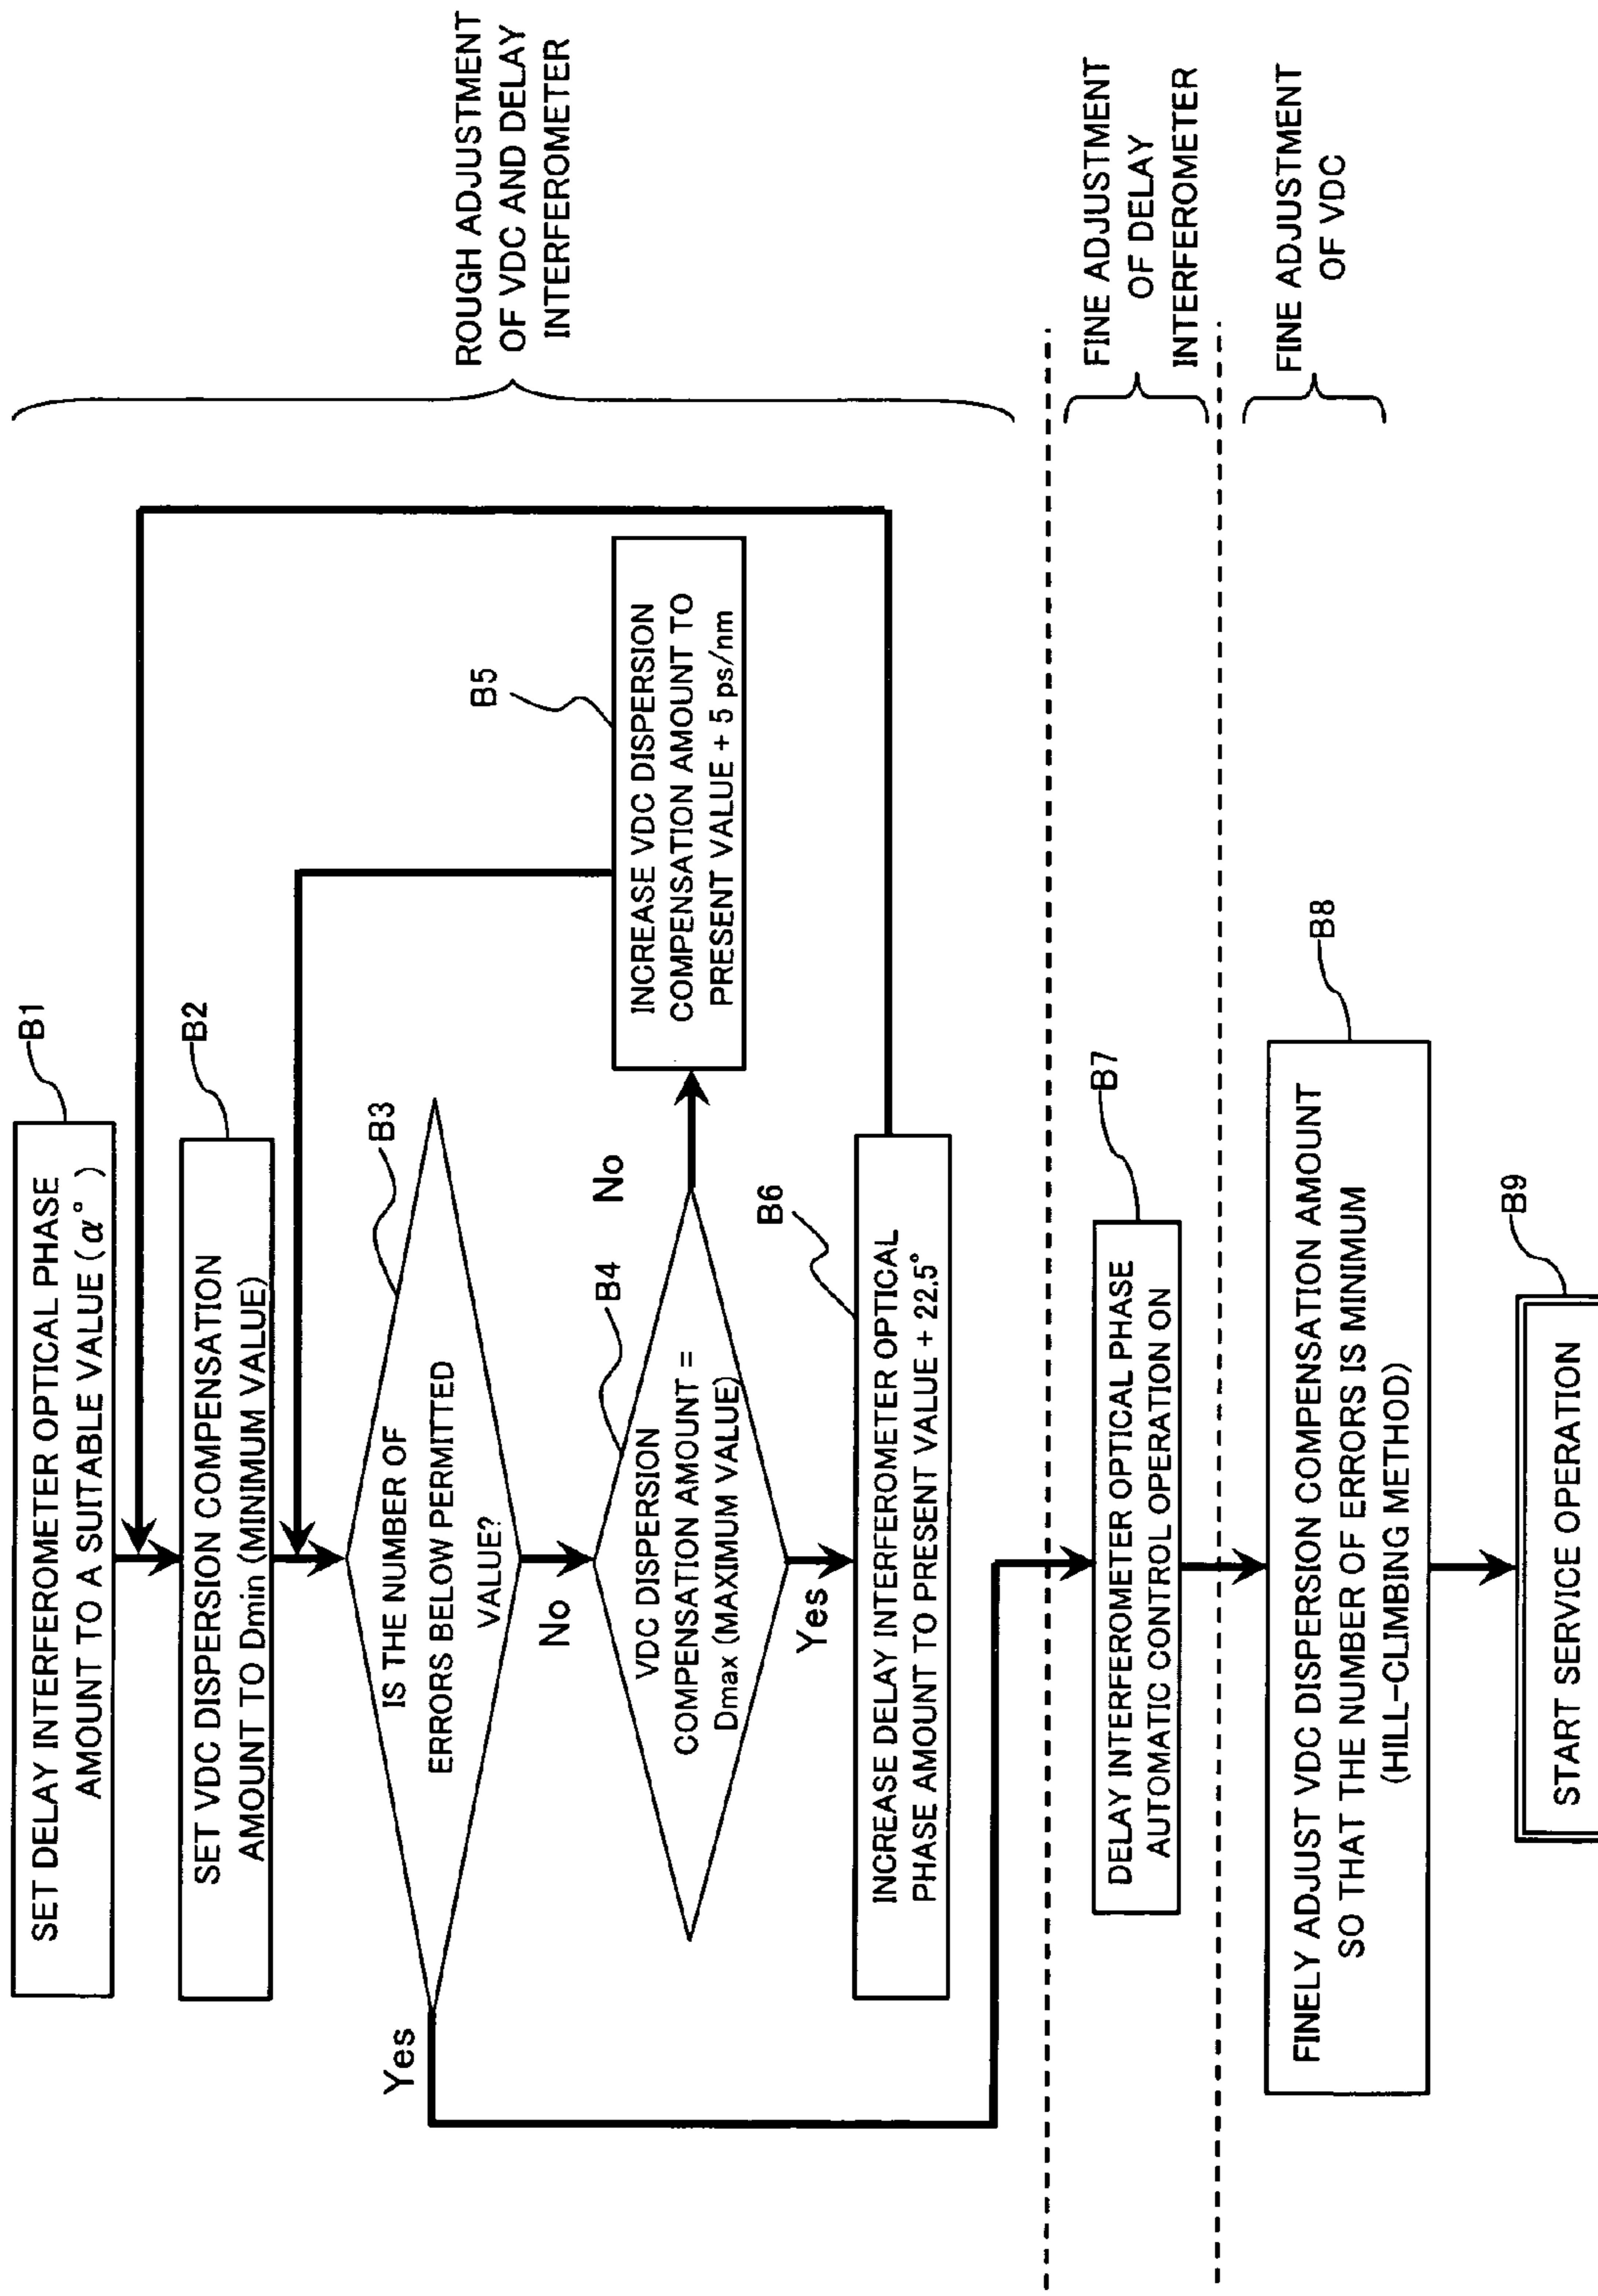 SET DELAY INTERFEROMETER OPTICAL PHASE
AMOUNT TO A SUITABLE VALUE (α°)
B1
SET VDC DISPERSION COMPENSATION
AMOUNT TO Dmin (MINIMUM VALUE)
B2
IS THE NUMBER OF
ERRORS BELOW PERMITTED
VALUE?
B3
Yes
No
VDC DISPERSION
COMPENSATION AMOUNT =
Dmax (MAXIMUM VALUE)
B4
No
Yes
INCREASE VDC DISPERSION
COMPENSATION AMOUNT TO
PRESENT VALUE + 5 ps/nm
B5
INCREASE DELAY INTERFEROMETER OPTICAL
PHASE AMOUNT TO PRESENT VALUE + 22.5°
B6
ROUGH ADJUSTMENT
OF VDC AND DELAY
INTERFEROMETER
DELAY INTERFEROMETER OPTICAL PHASE
AUTOMATIC CONTROL OPERATION ON
B7
FINE ADJUSTMENT
OF DELAY
INTERFEROMETER
FINELY ADJUST VDC DISPERSION COMPENSATION AMOUNT
SO THAT THE NUMBER OF ERRORS IS MINIMUM
(HILL-CLIMBING METHOD)
B8
FINE ADJUSTMENT
OF VDC
START SERVICE OPERATION
B9